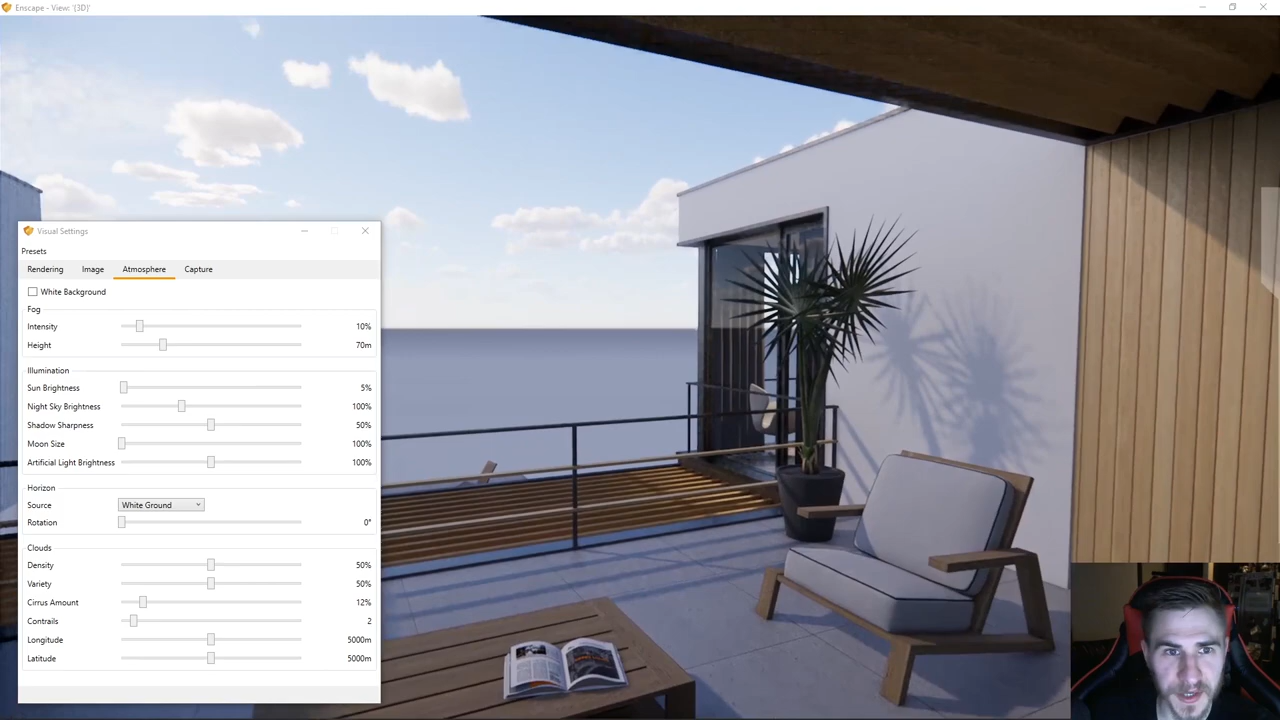 Enscape - View: '{3D}'
Visual Settings
Presets
Rendering Image Atmosphere Capture
White Background
Fog
Intensity 10%
Height 70m
Illumination
Sun Brightness 5%
Night Sky Brightness 100%
Shadow Sharpness 50%
Moon Size 100%
Artificial Light Brightness 100%
Horizon
Source White Ground
Rotation 0°
Clouds
Density 50%
Variety 50%
Cirrus Amount 12%
Contrails 2
Longitude 5000m
Latitude 5000m